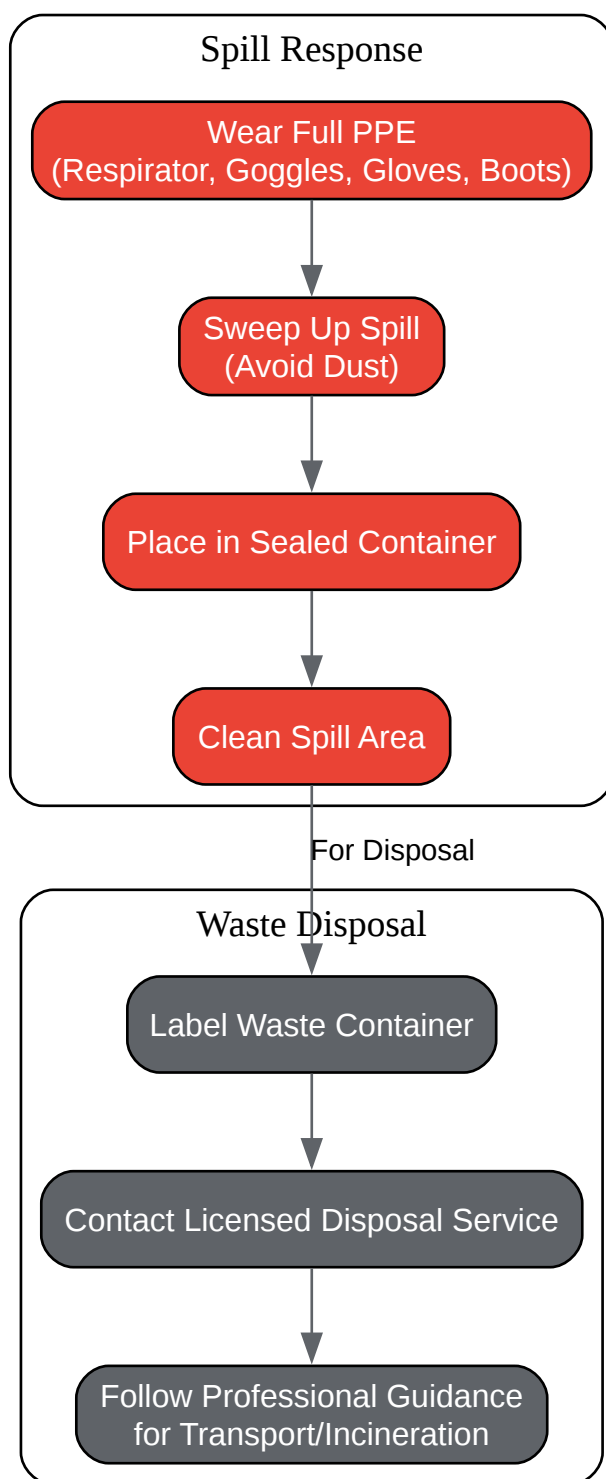 Spill Response
Wear Full PPE
(Respirator, Goggles, Gloves, Boots)
Sweep Up Spill
(Avoid Dust)
Place in Sealed Container
Clean Spill Area
For Disposal
Waste Disposal
Label Waste Container
Contact Licensed Disposal Service
Follow Professional Guidance
for Transport/Incineration